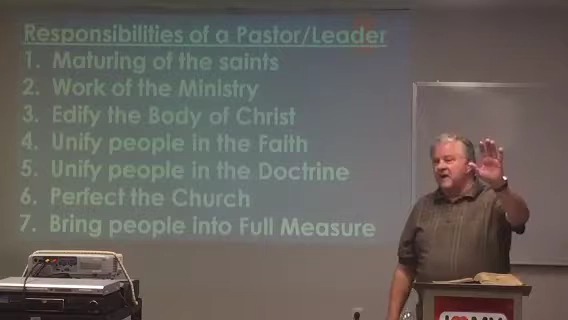 Responsibilities of a Pastor/Leader
1. Maturing of the saints
2. Work of the Ministry
3. Edify the Body of Christ
4. Unify people in the Faith
5. Unify people in the Doctrine
6. Perfect the Church
7. Bring people into Full Measure